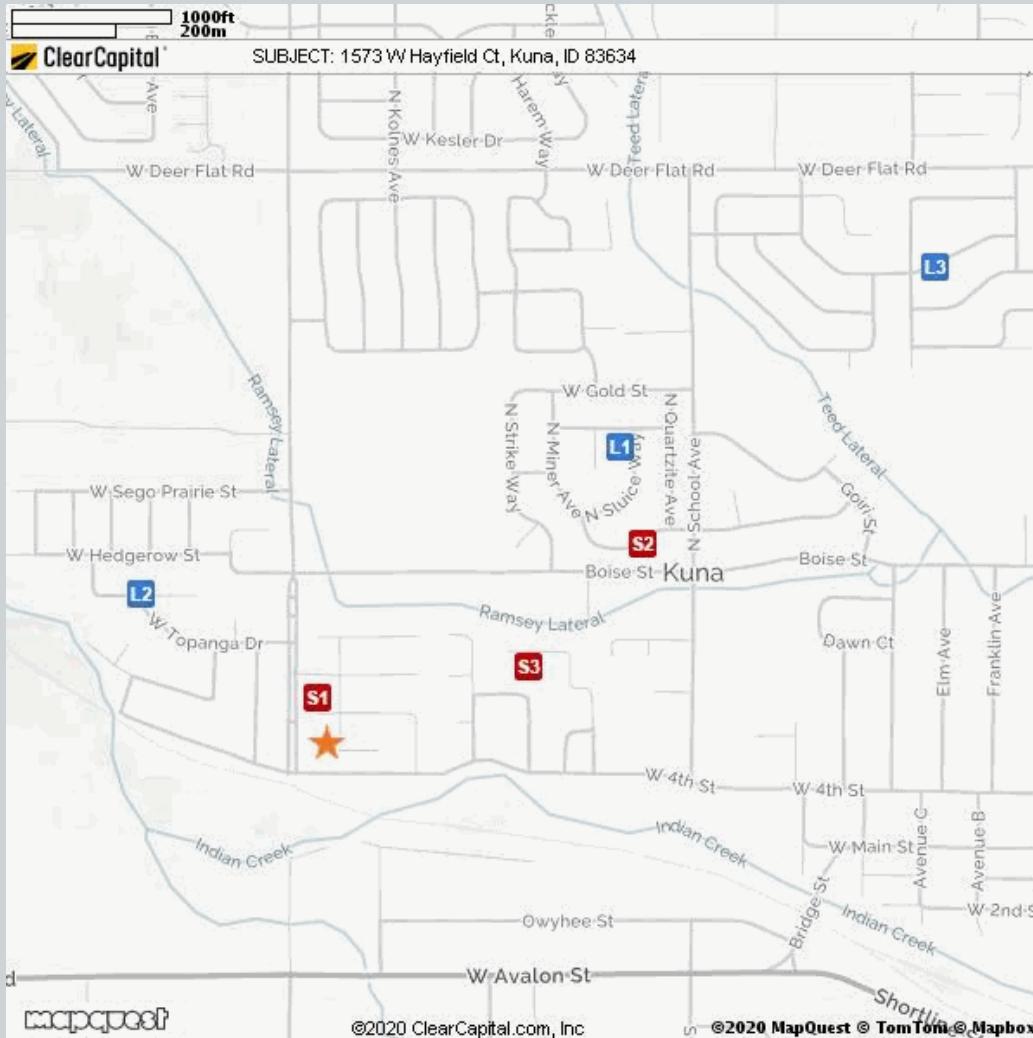 1000ft
200m
ClearCapital
SUBJECT: 1573 W Hayfield Ct, Kuna, ID 83634
Ave
Lateral
N Kolnes Ave
Harem Way
Teed Lateral
W Kesler Dr
W Deer Flat Rd
W Deer Flat Rd
W Deer Flat Rd
L3
Ramsey Lateral
W Gold St
N Strike Way
N Miner Ave
L1
N Sluice Way
N Quartzite Ave
N School Ave
Teed Lateral
Goiri St
W Sego Prairie St
W Hedgerow St
S2
Boise St
Kuna
Boise St
L2
Ramsey Lateral
W Topanga Dr
Dawn Ct
Elm Ave
Franklin Ave
S3
S1
W 4th St
W 4th St
Indian Creek
Indian Creek
W Main St
Avenue C
Avenue B
Bridge St
Indian Creek
W 2nd S
Owyhee St
d
W Avalon St
Shortline
mapquest
©2020 ClearCapital.com, Inc
©2020 MapQuest © TomTom © Mapbox